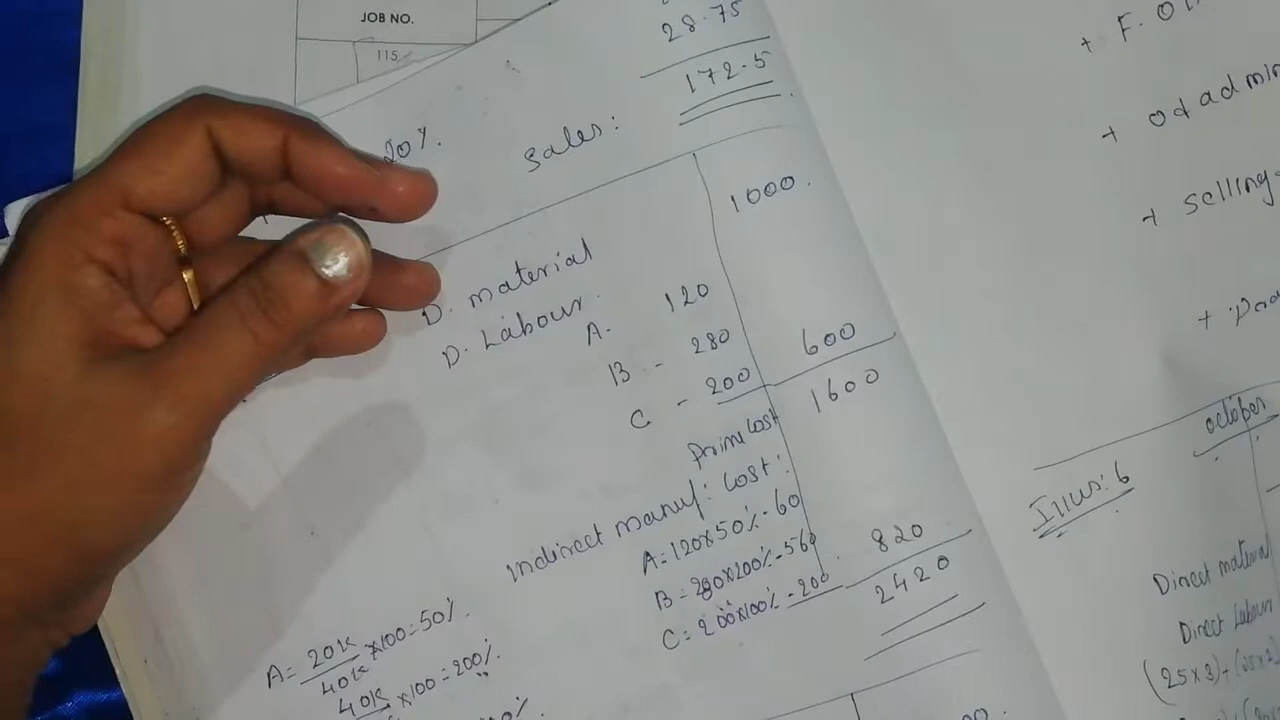 JOB NO.
115
28.75
172.5
20%.
Sales:
D. material 1000.
D. Labour.
A. 120
B - 280
C - 200 600
Prime Cost 1600
Indirect Manuf: Cost:
A=120x50%-60
B=280x200%-560
C=200x100%-200 820
2420
A=20K/40K x100=50%.
40K x100=200%.
+ F.
+ Od admin
+ Selling
+
october
Illus: 6
Direct material
Direct Labour
(25x3)+(